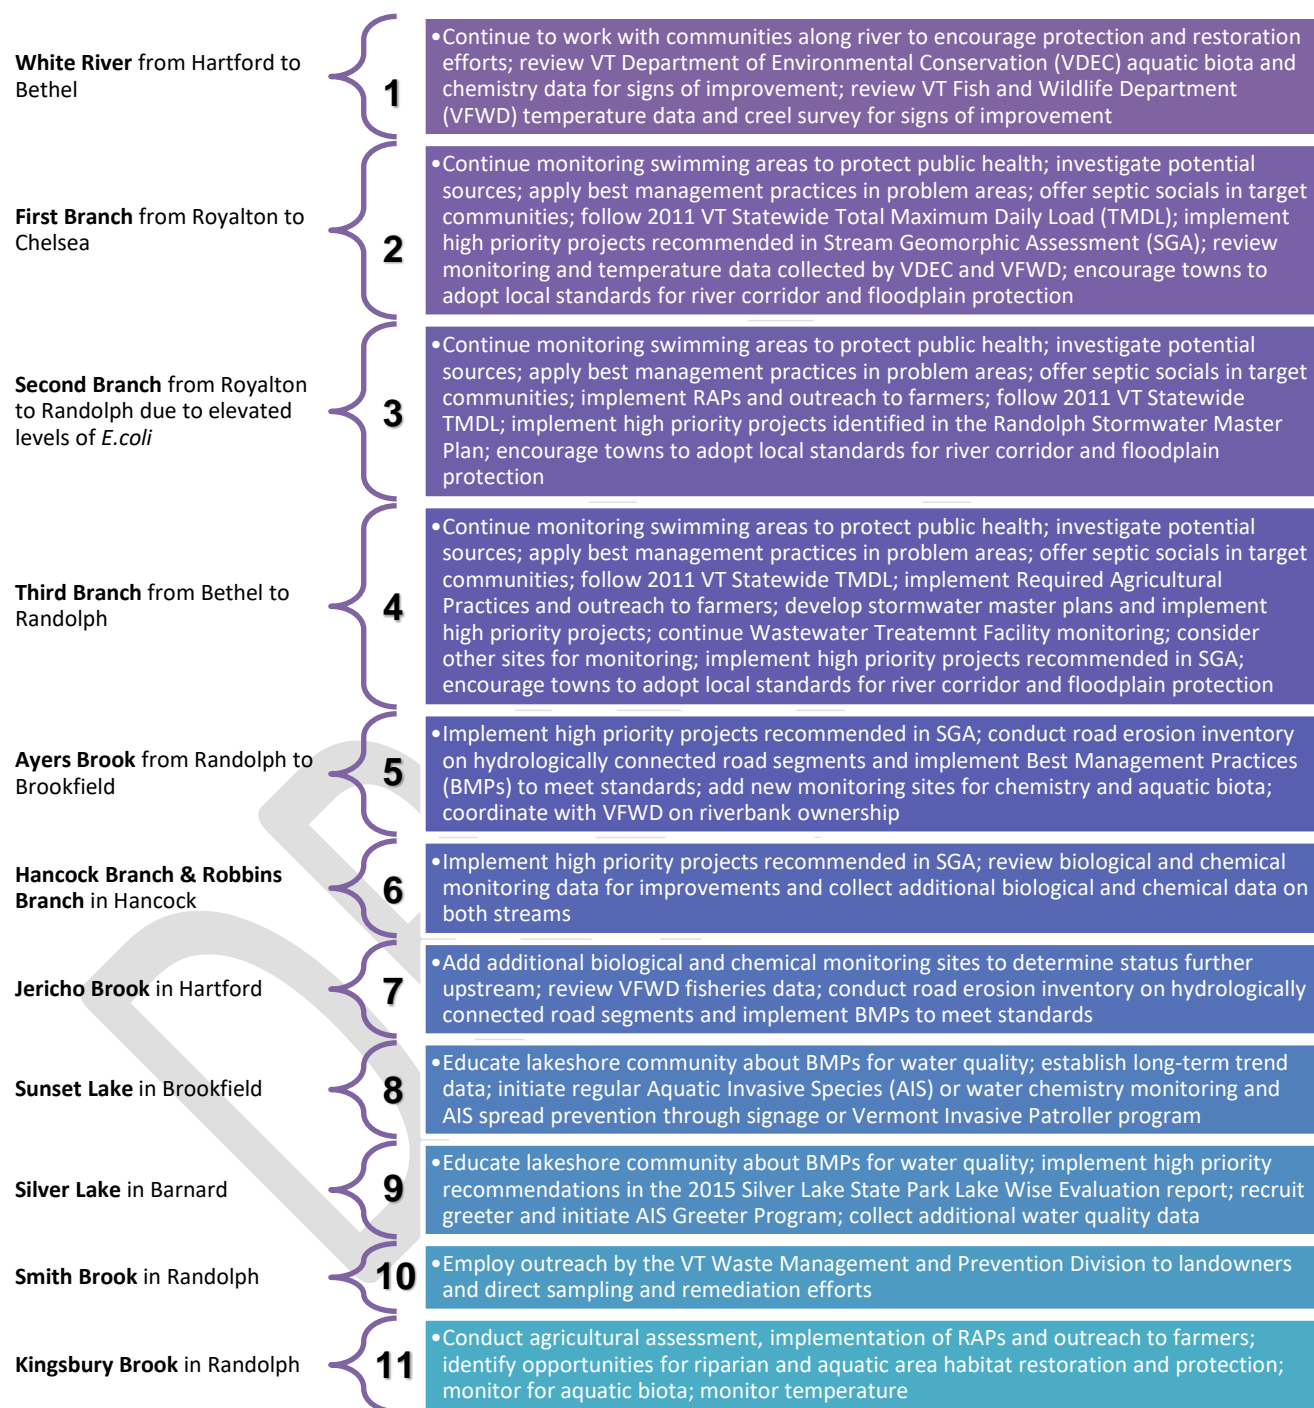 White River from Hartford to
Bethel
1
•Continue to work with communities along river to encourage protection and restoration
efforts; review VT Department of Environmental Conservation (VDEC) aquatic biota and
chemistry data for signs of improvement; review VT Fish and Wildlife Department
(VFWD) temperature data and creel survey for signs of improvement
First Branch from Royalton to
Chelsea
2
•Continue monitoring swimming areas to protect public health; investigate potential
sources; apply best management practices in problem areas; offer septic socials in target
communities; follow 2011 VT Statewide Total Maximum Daily Load (TMDL); implement
high priority projects recommended in Stream Geomorphic Assessment (SGA); review
monitoring and temperature data collected by VDEC and VFWD; encourage towns to
adopt local standards for river corridor and floodplain protection
Second Branch from Royalton
to Randolph due to elevated
levels of E.coli
3
•Continue monitoring swimming areas to protect public health; investigate potential
sources; apply best management practices in problem areas; offer septic socials in target
communities; implement RAPs and outreach to farmers; follow 2011 VT Statewide
TMDL; implement high priority projects identified in the Randolph Stormwater Master
Plan; encourage towns to adopt local standards for river corridor and floodplain
protection
Third Branch from Bethel to
Randolph
4
•Continue monitoring swimming areas to protect public health; investigate potential
sources; apply best management practices in problem areas; offer septic socials in target
communities; follow 2011 VT Statewide TMDL; implement Required Agricultural
Practices and outreach to farmers; develop stormwater master plans and implement
high priority projects; continue Wastewater Treatemnt Facility monitoring; consider
other sites for monitoring; implement high priority projects recommended in SGA;
encourage towns to adopt local standards for river corridor and floodplain protection
Ayers Brook from Randolph to
Brookfield
5
•Implement high priority projects recommended in SGA; conduct road erosion inventory
on hydrologically connected road segments and implement Best Management Practices
(BMPs) to meet standards; add new monitoring sites for chemistry and aquatic biota;
coordinate with VFWD on riverbank ownership
Hancock Branch & Robbins
Branch in Hancock
6
•Implement high priority projects recommended in SGA; review biological and chemical
monitoring data for improvements and collect additional biological and chemical data on
both streams
Jericho Brook in Hartford
7
•Add additional biological and chemical monitoring sites to determine status further
upstream; review VFWD fisheries data; conduct road erosion inventory on hydrologically
connected road segments and implement BMPs to meet standards
Sunset Lake in Brookfield
8
•Educate lakeshore community about BMPs for water quality; establish long-term trend
data; initiate regular Aquatic Invasive Species (AIS) or water chemistry monitoring and
AIS spread prevention through signage or Vermont Invasive Patroller program
Silver Lake in Barnard
9
•Educate lakeshore community about BMPs for water quality; implement high priority
recommendations in the 2015 Silver Lake State Park Lake Wise Evaluation report; recruit
greeter and initiate AIS Greeter Program; collect additional water quality data
Smith Brook in Randolph
10
•Employ outreach by the VT Waste Management and Prevention Division to landowners
and direct sampling and remediation efforts
Kingsbury Brook in Randolph
11
•Conduct agricultural assessment, implementation of RAPs and outreach to farmers;
identify opportunities for riparian and aquatic area habitat restoration and protection;
monitor for aquatic biota; monitor temperature